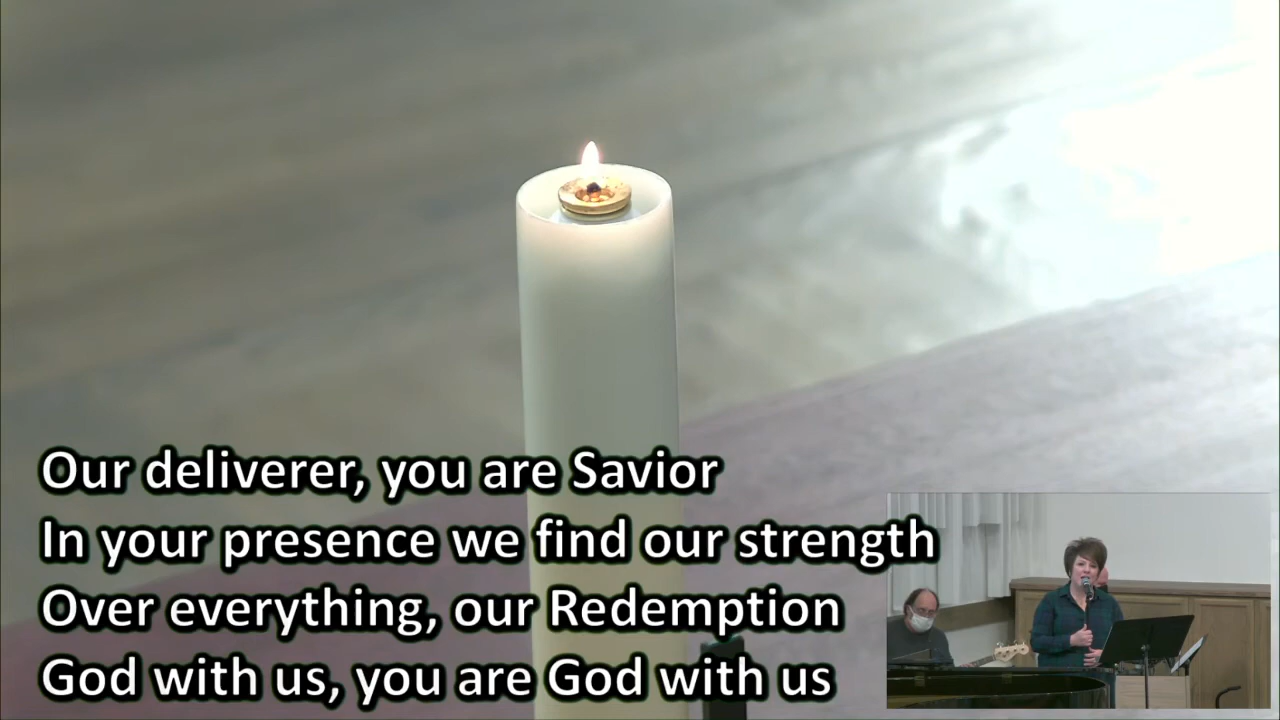 Our deliverer, you are Savior
In your presence we find our strength
Over everything, our Redemption
God with us, you are God with us